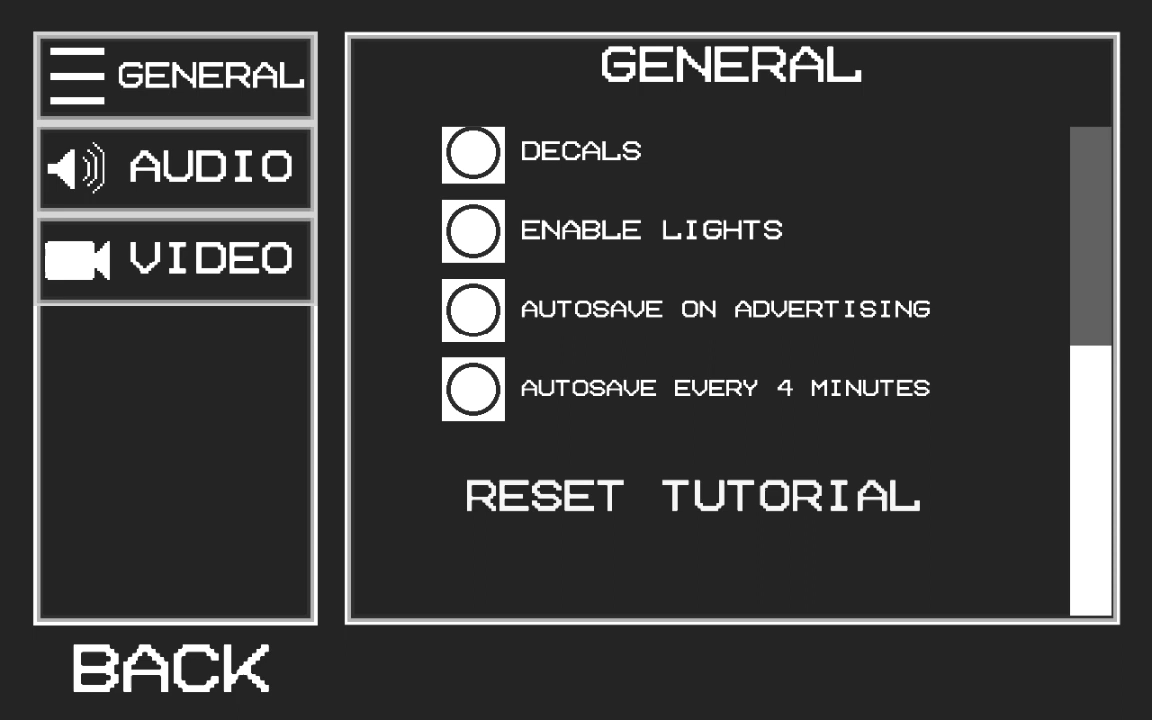 GENERAL
AUDIO
VIDEO
BACK
GENERAL
DECALS
ENABLE LIGHTS
AUTOSAVE ON ADVERTISING
AUTOSAVE EVERY 4 MINUTES
RESET TUTORIAL